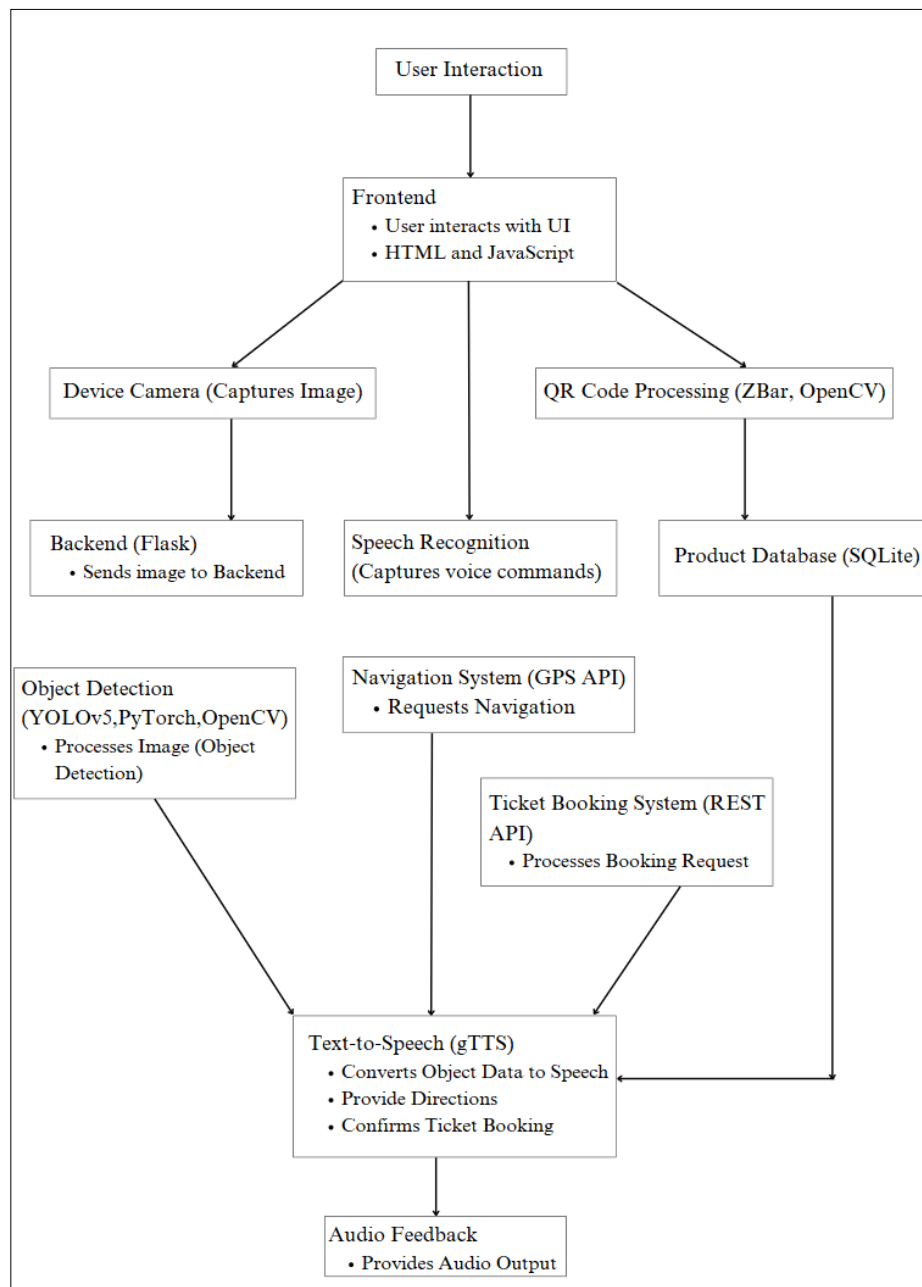 User Interaction
Frontend
• User interacts with UI
• HTML and JavaScript
Device Camera (Captures Image)
QR Code Processing (ZBar, OpenCV)
Backend (Flask)
• Sends image to Backend
Speech Recognition
(Captures voice commands)
Product Database (SQLite)
Object Detection
(YOLOv5,PyTorch,OpenCV)
• Processes Image (Object
Detection)
Navigation System (GPS API)
• Requests Navigation
Ticket Booking System (REST
API)
• Processes Booking Request
Text-to-Speech (gTTS)
• Converts Object Data to Speech
• Provide Directions
• Confirms Ticket Booking
Audio Feedback
• Provides Audio Output